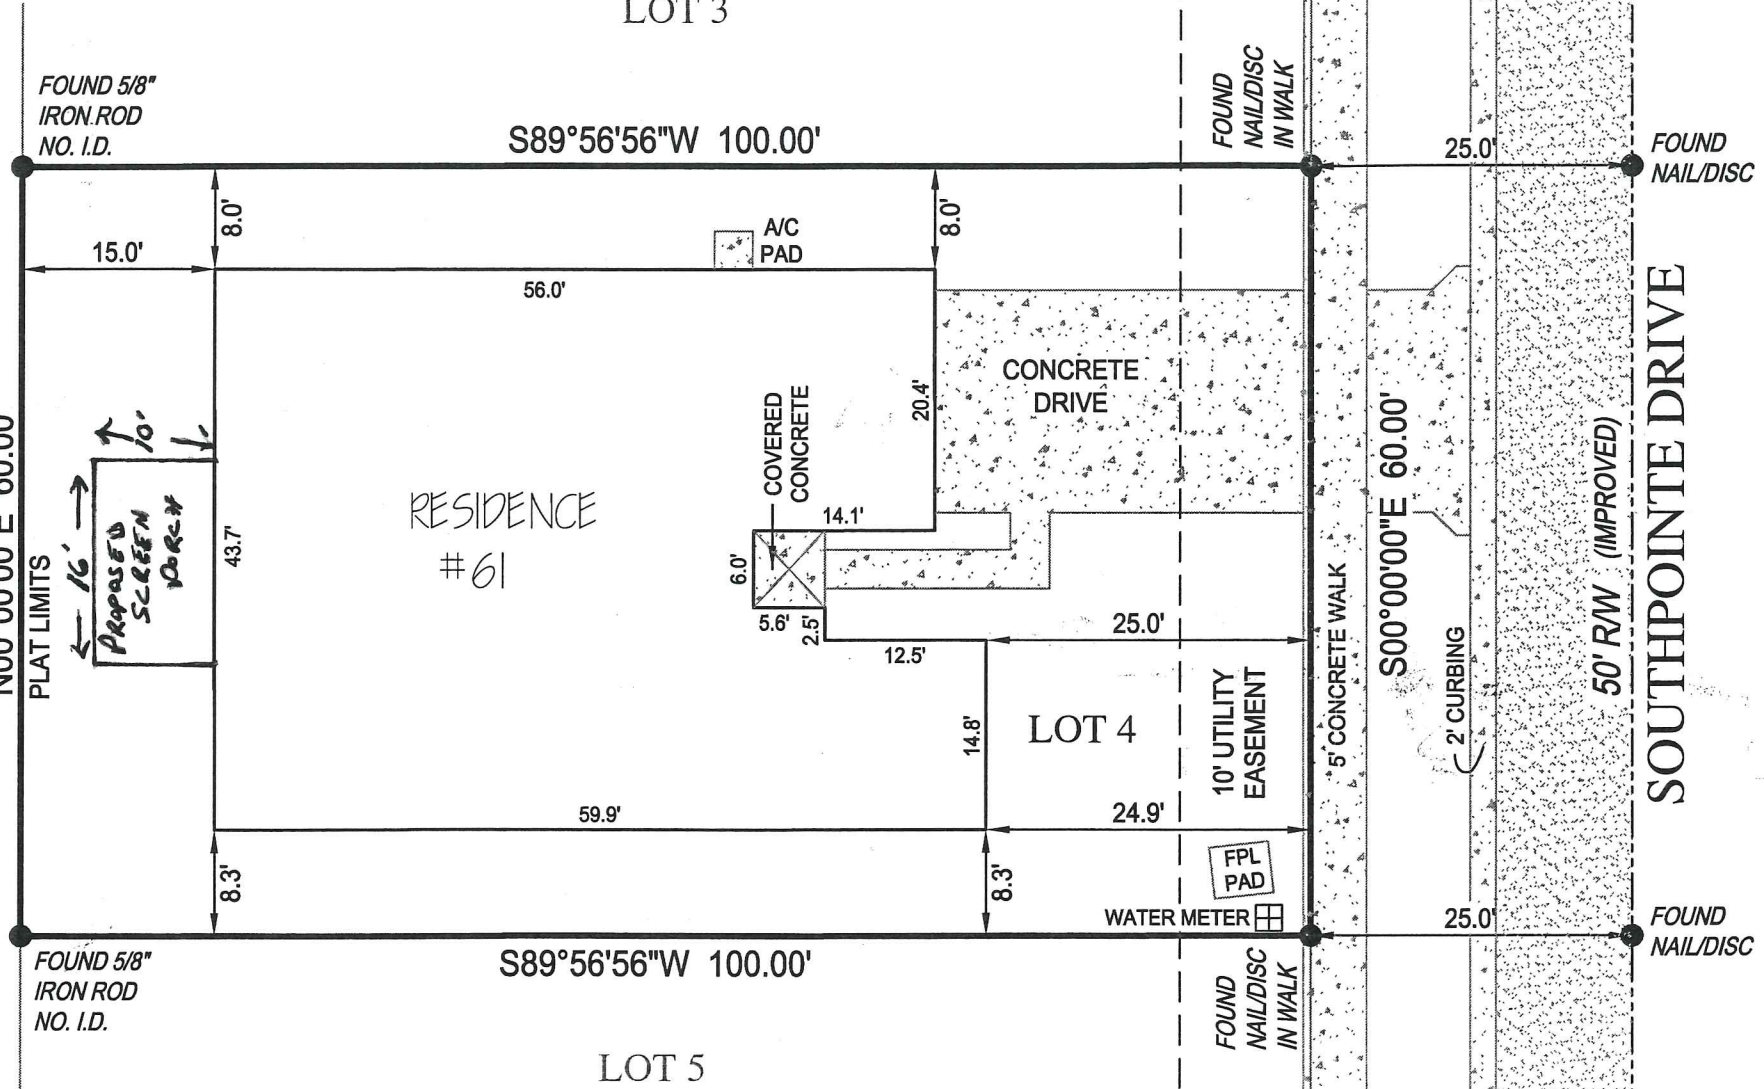 LOT 3
FOUND 5/8"
IRON ROD
NO. I.D.
S89°56'56"W 100.00'
FOUND
NAIL/DISC
IN WALK
25.0'
FOUND
NAIL/DISC
8.0'
8.0'
A/C
PAD
15.0'
56.0'
10'
16'
PROPOSED
SCREEN
PORCH
43.7'
RESIDENCE
#61
COVERED
CONCRETE
20.4'
CONCRETE
DRIVE
14.1'
6.0'
5.6'
2.5'
12.5'
25.0'
14.8'
LOT 4
10' UTILITY
EASEMENT
5' CONCRETE WALK
S00°00'00"E 60.00'
2' CURBING
50' R/W (IMPROVED)
SOUTHPOINTE DRIVE
PLAT LIMITS
59.9'
24.9'
8.3'
8.3'
FPL
PAD
WATER METER
25.0'
FOUND
NAIL/DISC
FOUND 5/8"
IRON ROD
NO. I.D.
S89°56'56"W 100.00'
FOUND
NAIL/DISC
IN WALK
LOT 5